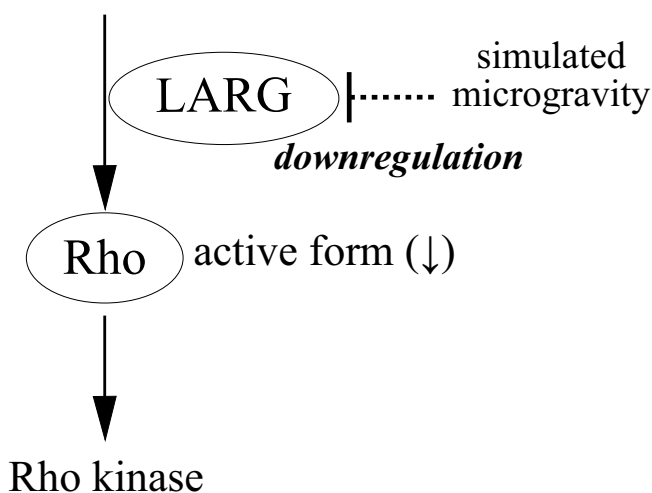 simulated
LARG
microgravity
downregulation
Rho
active form (↓)
Rho kinase